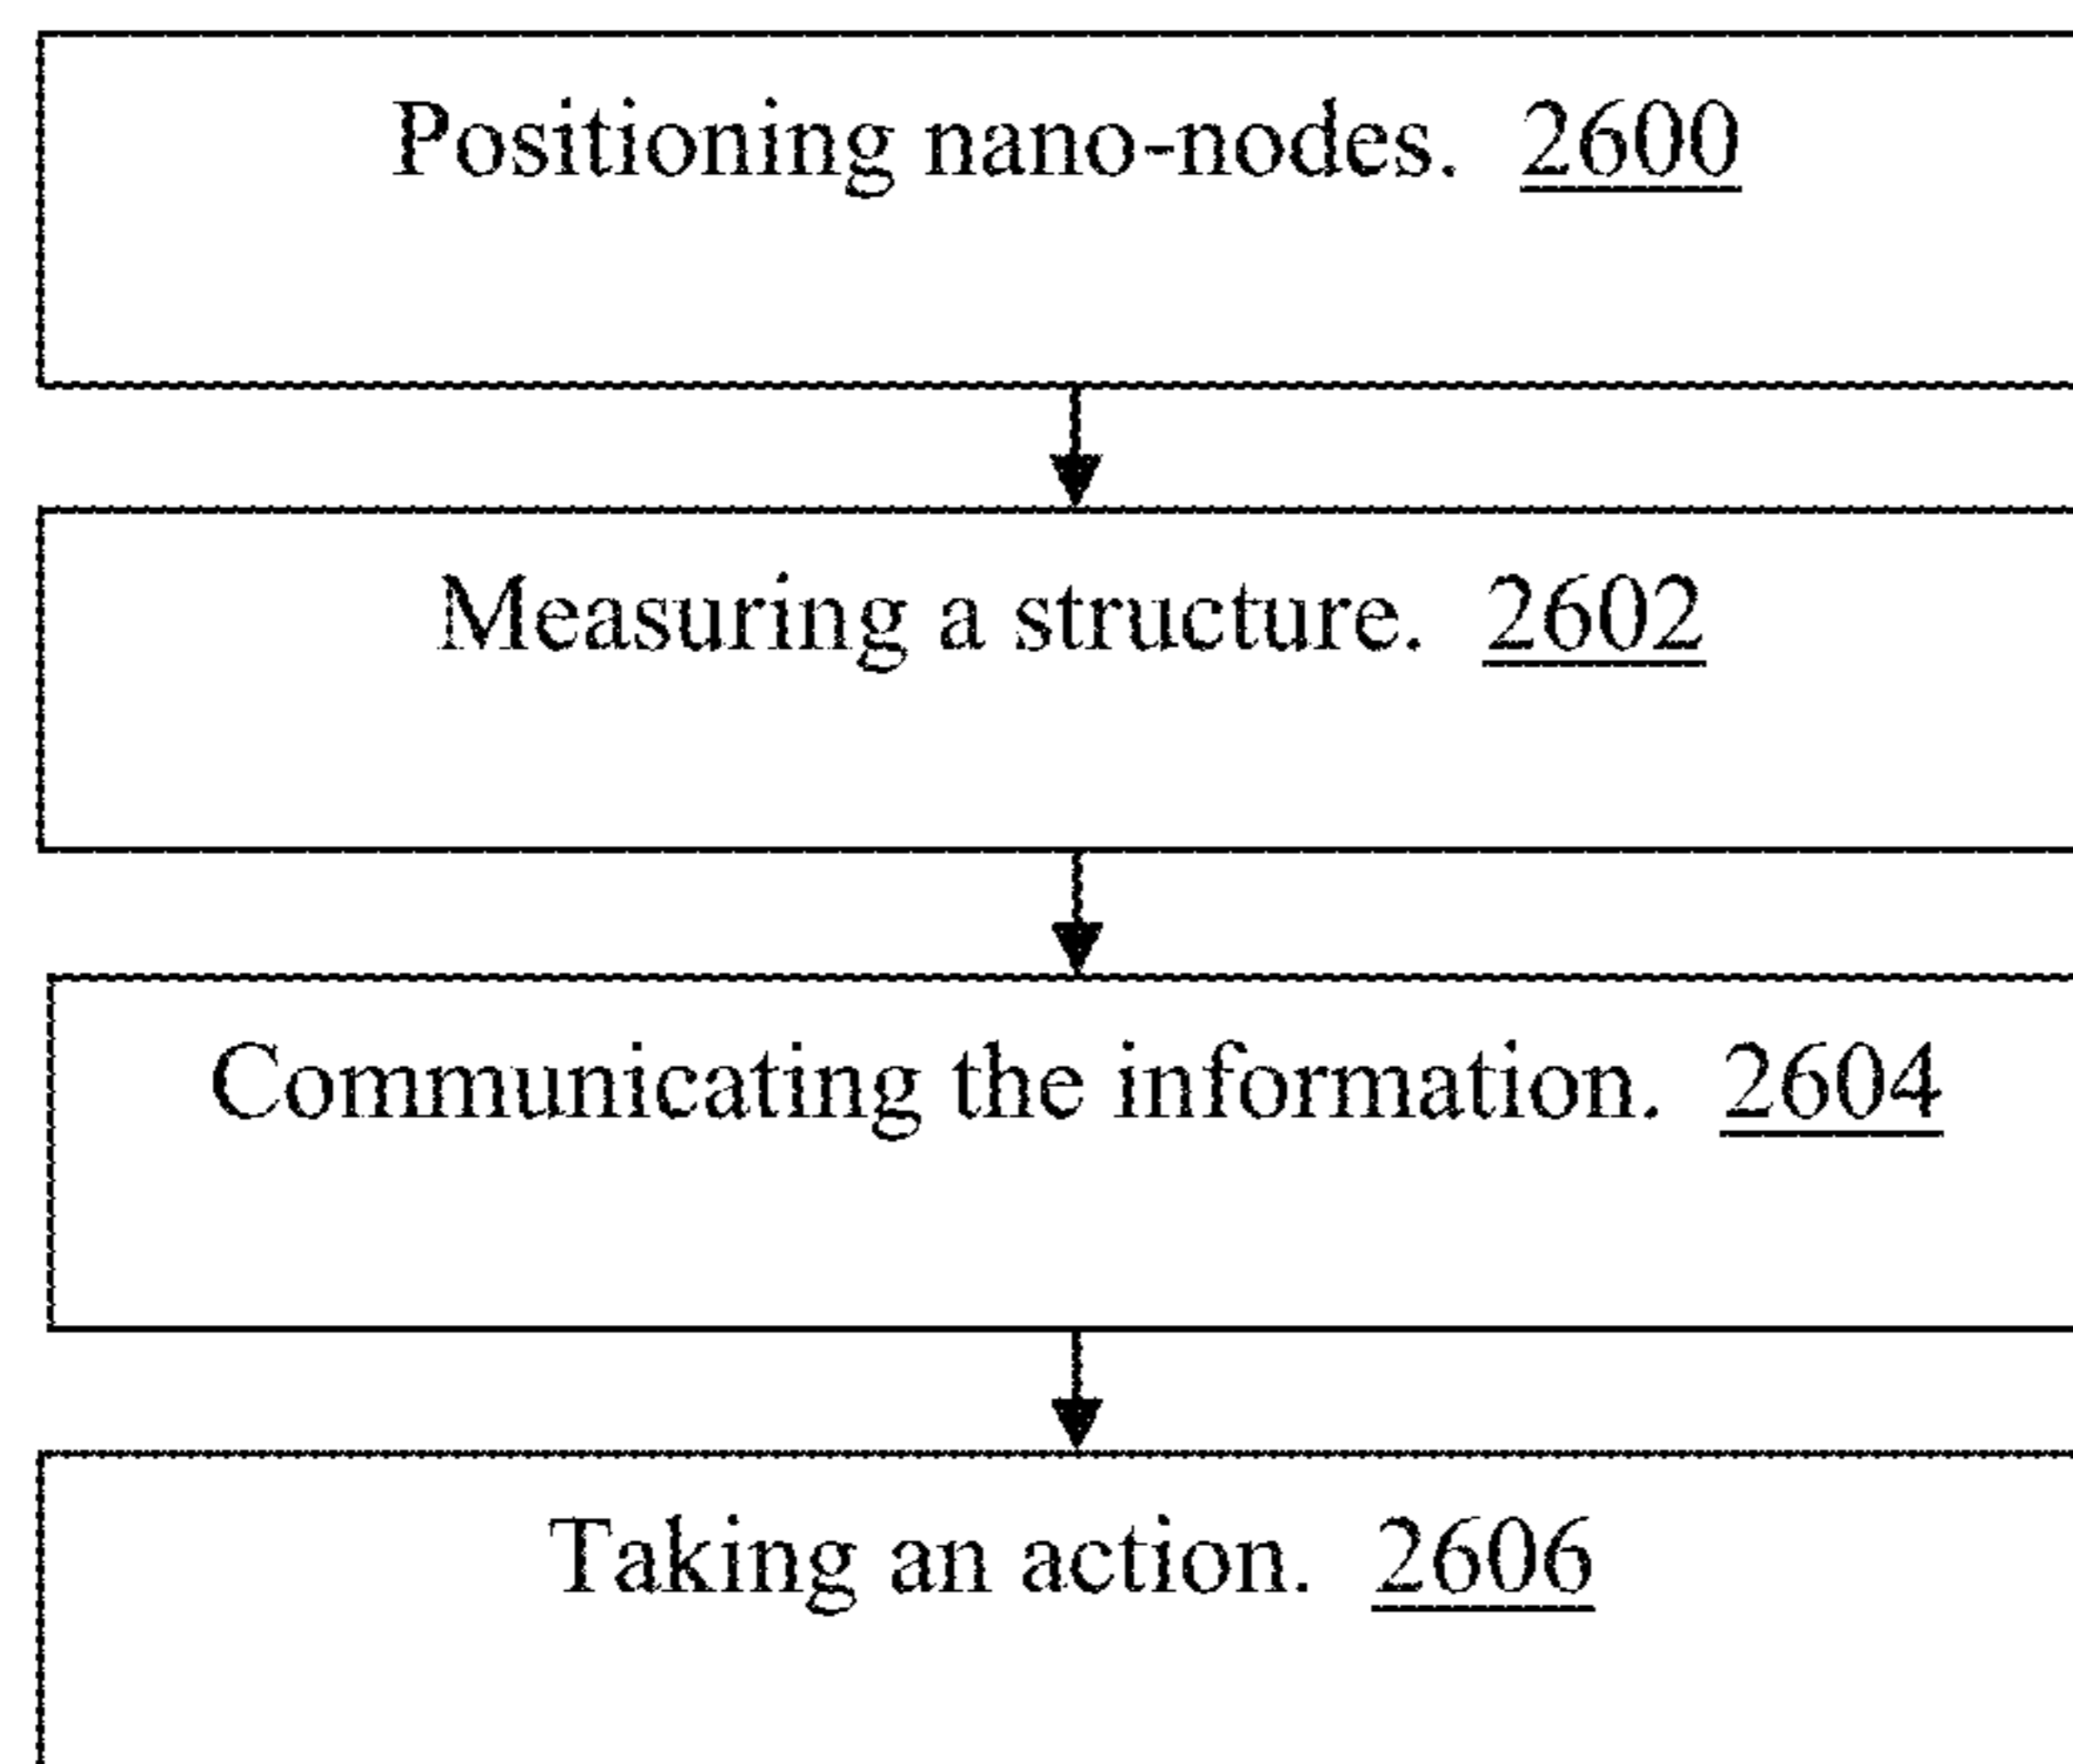 Positioning nano-nodes. 2600
Measuring a structure. 2602
Communicating the information. 2604
Taking an action. 2606